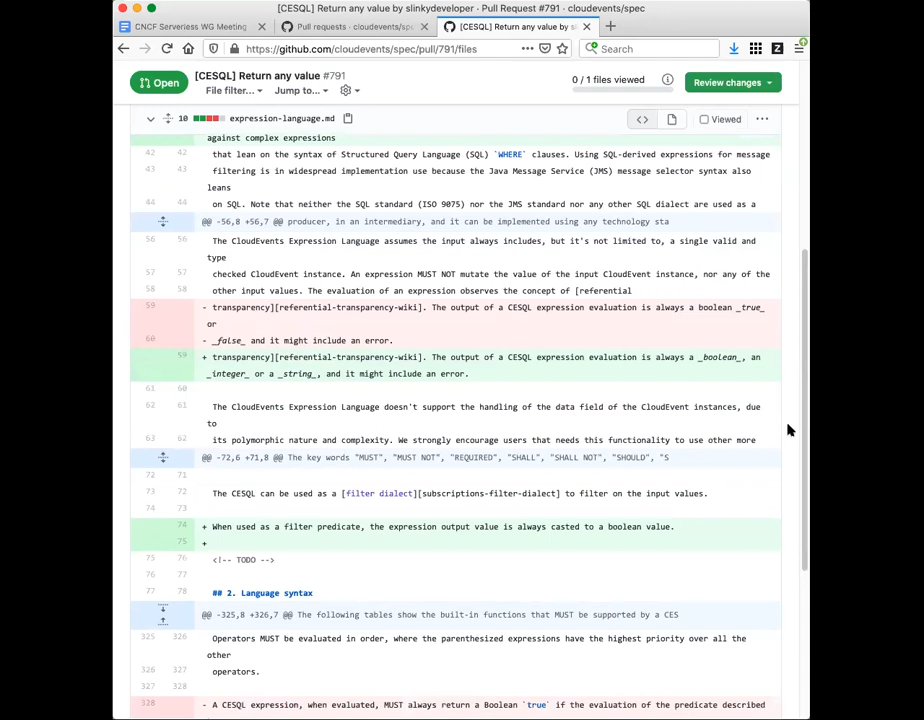 [CESQL] Return any value by slinkydeveloper · Pull Request #791 · cloudevents/spec
CNCF Serverless WG Meeting
Pull requests · cloudevents/spec
[CESQL] Return any value by slin
https://github.com/cloudevents/spec/pull/791/files
Search
Open
[CESQL] Return any value #791
File filter...
Jump to...
0 / 1 files viewed
Review changes
10 expression-language.md
Viewed
against complex expressions
42 42 that lean on the syntax of Structured Query Language (SQL) `WHERE` clauses. Using SQL-derived expressions for message
43 43 filtering is in widespread implementation use because the Java Message Service (JMS) message selector syntax also
leans
44 44 on SQL. Note that neither the SQL standard (ISO 9075) nor the JMS standard nor any other SQL dialect are used as a
@@ -56,8 +56,7 @@ producer, in an intermediary, and it can be implemented using any technology sta
56 56 The CloudEvents Expression Language assumes the input always includes, but it's not limited to, a single valid and
type
57 57 checked CloudEvent instance. An expression MUST NOT mutate the value of the input CloudEvent instance, nor any of the
58 58 other input values. The evaluation of an expression observes the concept of [referential
59 - transparency][referential-transparency-wiki]. The output of a CESQL expression evaluation is always a boolean _true_
or
60 - _false_ and it might include an error.
59 + transparency][referential-transparency-wiki]. The output of a CESQL expression evaluation is always a _boolean_, an
_integer_ or a _string_, and it might include an error.
61 60
62 61 The CloudEvents Expression Language doesn't support the handling of the data field of the CloudEvent instances, due
to
63 62 its polymorphic nature and complexity. We strongly encourage users that needs this functionality to use other more
@@ -72,6 +71,8 @@ The key words "MUST", "MUST NOT", "REQUIRED", "SHALL", "SHALL NOT", "SHOULD", "S
72 71
73 72 The CESQL can be used as a [filter dialect][subscriptions-filter-dialect] to filter on the input values.
74 73
74 + When used as a filter predicate, the expression output value is always casted to a boolean value.
75 +
75 76 <!-- TODO -->
76 77
77 78 ## 2. Language syntax
@@ -325,8 +326,7 @@ The following tables show the built-in functions that MUST be supported by a CES
325 326 Operators MUST be evaluated in order, where the parenthesized expressions have the highest priority over all the
other
326 327 operators.
327 328
328 - A CESQL expression, when evaluated, MUST always return a Boolean `true` if the evaluation of the predicate described